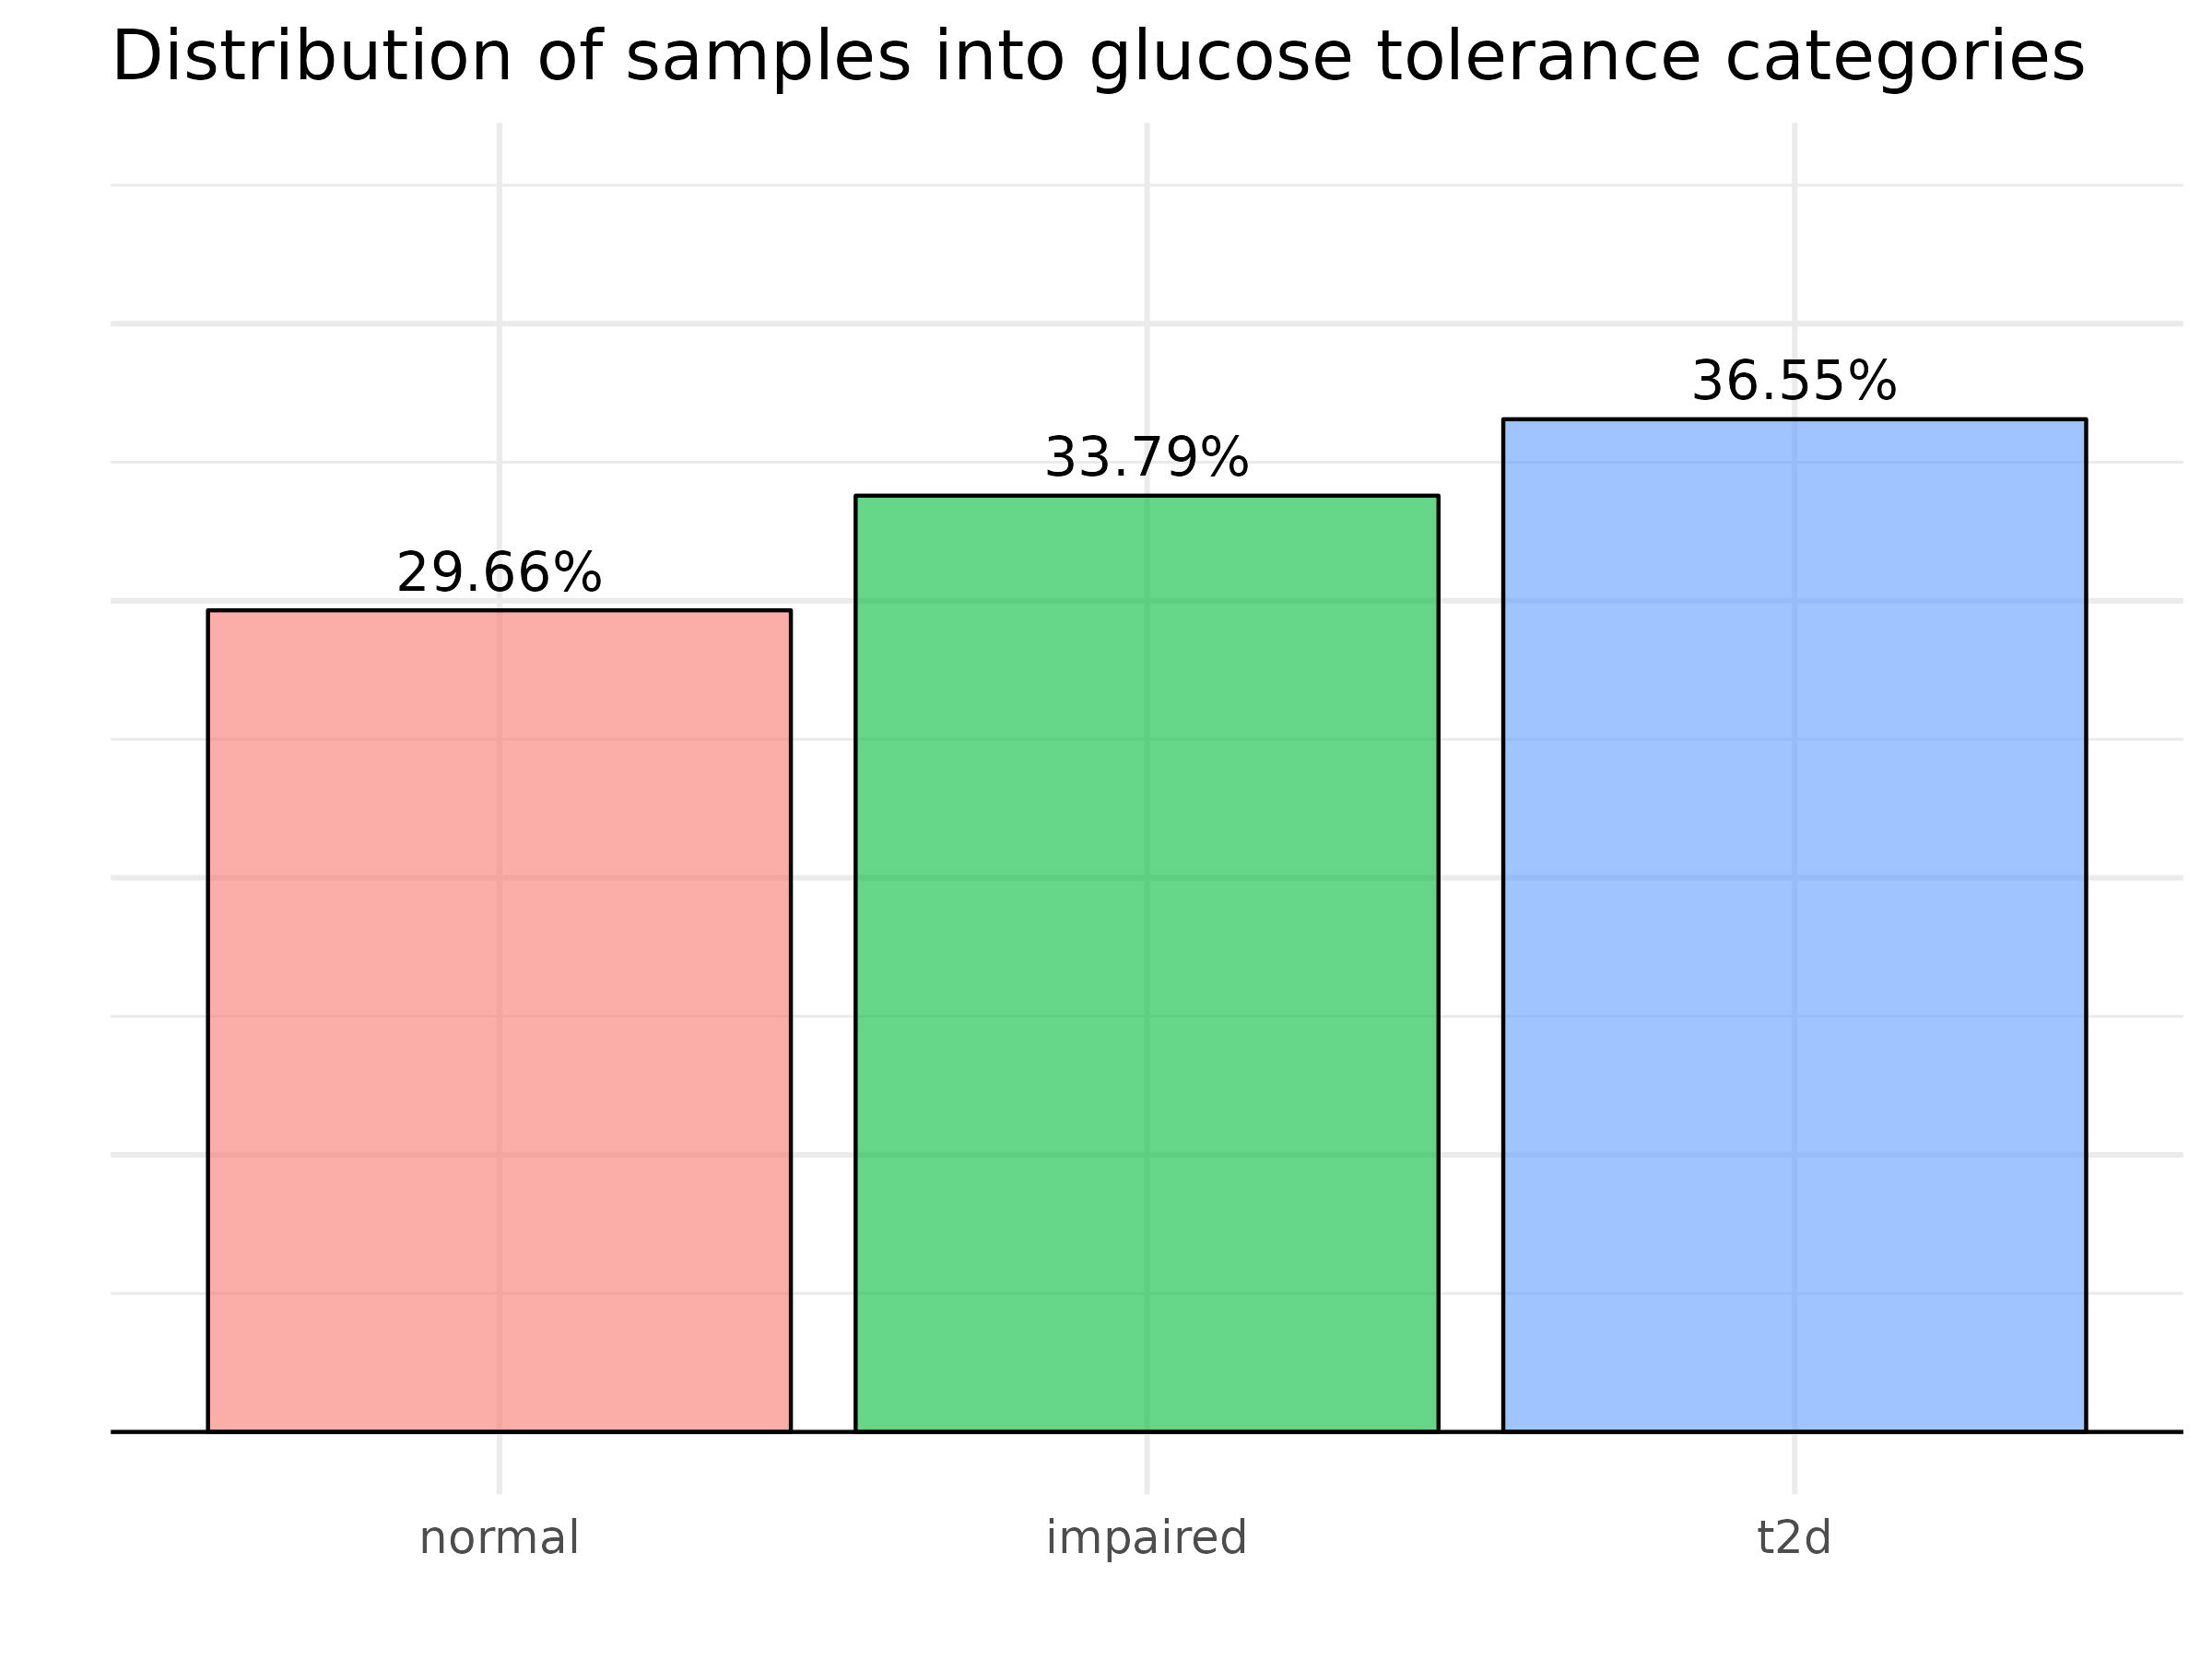 Distribution of samples into glucose tolerance categories
36.55%
33.79%
29.66%
normal impaired t2d